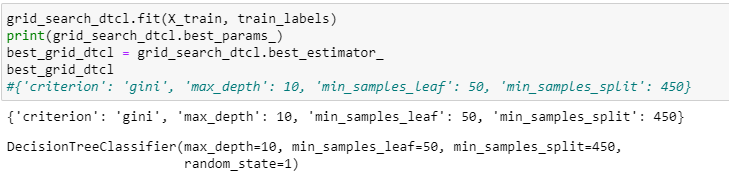 grid_search_dtcl.fit(X_train, train_labels)
print(grid_search_dtcl.best_params_)
best_grid_dtcl = grid_search_dtcl.best_estimator_
best_grid_dtcl
#{'criterion': 'gini', 'max_depth': 10, 'min_samples_leaf': 50, 'min_samples_split': 450}
{'criterion': 'gini', 'max_depth': 10, 'min_samples_leaf': 50, 'min_samples_split': 450}
DecisionTreeClassifier(max_depth=10, min_samples_leaf=50, min_samples_split=450,
random_state=1)